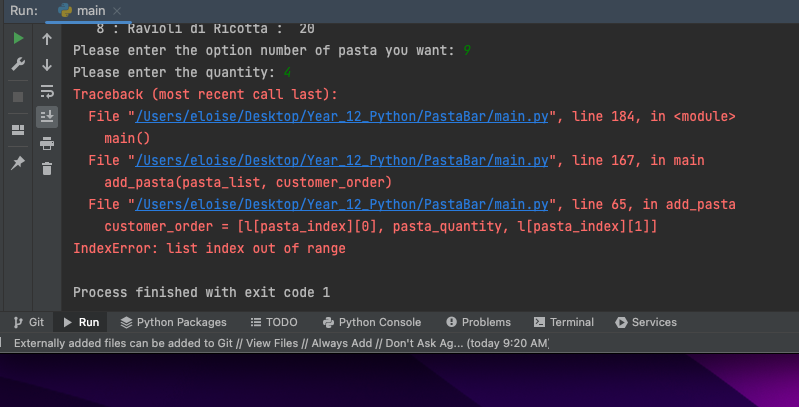 Run: main
8 : Ravioli di Ricotta : 20
Please enter the option number of pasta you want: 9
Please enter the quantity: 4
Traceback (most recent call last):
File "/Users/eloise/Desktop/Year_12_Python/PastaBar/main.py", line 184, in <module>
main()
File "/Users/eloise/Desktop/Year_12_Python/PastaBar/main.py", line 167, in main
add_pasta(pasta_list, customer_order)
File "/Users/eloise/Desktop/Year_12_Python/PastaBar/main.py", line 65, in add_pasta
customer_order = [l[pasta_index][0], pasta_quantity, l[pasta_index][1]]
IndexError: list index out of range
Process finished with exit code 1
Git Run Python Packages TODO Python Console Problems Terminal Services
Externally added files can be added to Git // View Files // Always Add // Don't Ask Ag... (today 9:20 AM)